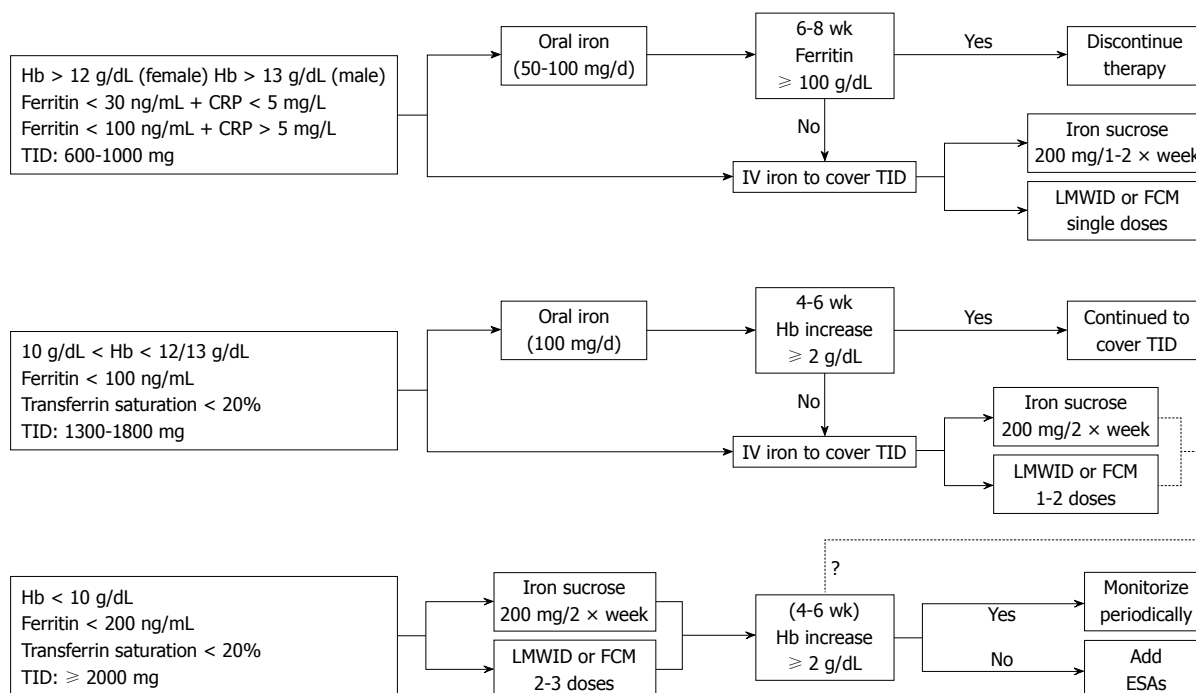 Hb > 12 g/dL (female) Hb > 13 g/dL (male)
Ferritin < 30 ng/mL + CRP < 5 mg/L
Ferritin < 100 ng/mL + CRP > 5 mg/L
TID: 600-1000 mg
Oral iron
(50-100 mg/d)
6-8 wk
Ferritin
⩾ 100 g/dL
Yes
Discontinue
therapy
No
IV iron to cover TID
Iron sucrose
200 mg/1-2 × week
LMWID or FCM
single doses
10 g/dL < Hb < 12/13 g/dL
Ferritin < 100 ng/mL
Transferrin saturation < 20%
TID: 1300-1800 mg
Oral iron
(100 mg/d)
4-6 wk
Hb increase
⩾ 2 g/dL
Yes
Continued to
cover TID
No
IV iron to cover TID
Iron sucrose
200 mg/2 × week
LMWID or FCM
1-2 doses
Hb < 10 g/dL
Ferritin < 200 ng/mL
Transferrin saturation < 20%
TID: ⩾ 2000 mg
Iron sucrose
200 mg/2 × week
LMWID or FCM
2-3 doses
?
(4-6 wk)
Hb increase
⩾ 2 g/dL
Yes
Monitorize
periodically
No
Add
ESAs